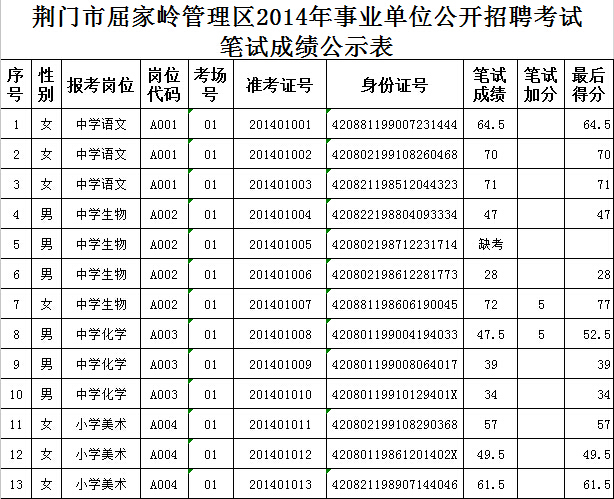 荆门市屈家岭管理区2014年事业单位公开招聘考试
笔试成绩公示表
序号 性别 报考岗位 岗位代码 考场号 准考证号 身份证号 笔试成绩 笔试加分 最后得分
1 女 中学语文 A001 01 201401001 420881199007231444 64.5 64.5
2 女 中学语文 A001 01 201401002 420802199108260468 70 70
3 女 中学语文 A001 01 201401003 420821198512044323 71 71
4 男 中学生物 A002 01 201401004 420822198804093334 47 47
5 男 中学生物 A002 01 201401005 420802198712231714 缺考
6 男 中学生物 A002 01 201401006 420802198612281773 28 28
7 女 中学生物 A002 01 201401007 420881198606190045 72 5 77
8 男 中学化学 A003 01 201401008 420801199004194033 47.5 5 52.5
9 男 中学化学 A003 01 201401009 420801199008064017 39 39
10 男 中学化学 A003 01 201401010 42080119910129401X 34 34
11 女 小学美术 A004 01 201401011 420802199108290368 57 57
12 女 小学美术 A004 01 201401012 42080119861201402X 49.5 49.5
13 女 小学美术 A004 01 201401013 420821198907144046 61.5 61.5